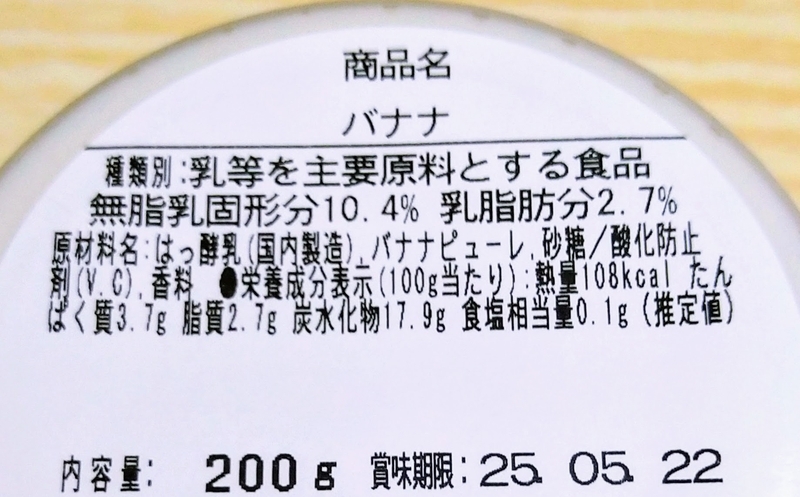 商品名
バナナ
種類別:乳等を主要原料とする食品
無脂乳固形分10.4% 乳脂肪分2.7%
原材料名:はっ酵乳(国内製造),バナナピューレ,砂糖/酸化防止
剤(V.C),香料 ●栄養成分表示(100g当たり):熱量108kcal たん
ぱく質3.7g 脂質2.7g 炭水化物17.9g 食塩相当量0.1g(推定値)
内容量: 200g 賞味期限:25. 05. 22